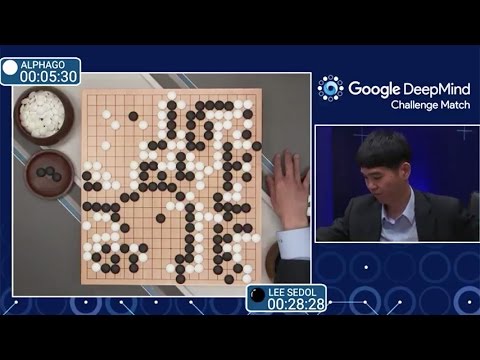 ALPHAGO
00:05:30
Google DeepMind
Challenge Match
LEE SEDOL
00:28:28